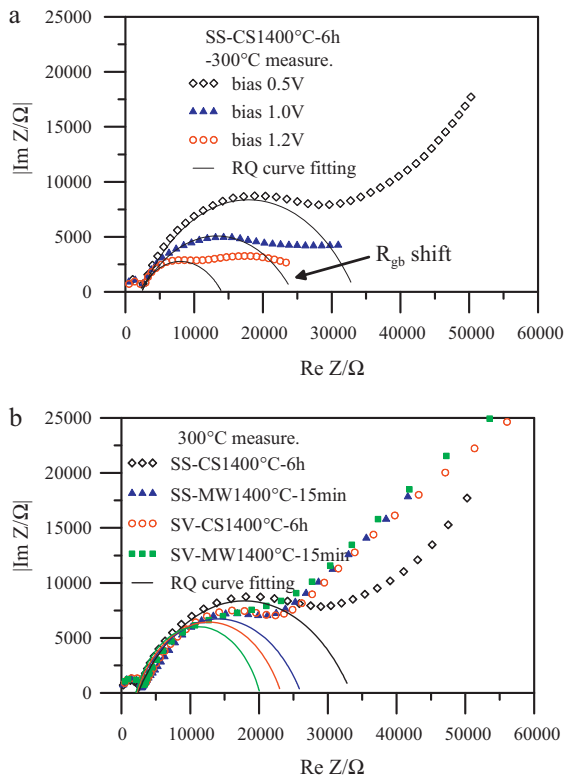 a
SS-CS1400°C-6h
-300°C measure.
bias 0.5V
bias 1.0V
bias 1.2V
RQ curve fitting
R_gb shift
|Im Z/Ω|
25000
20000
15000
10000
5000
0
0 10000 20000 30000 40000 50000 60000
Re Z/Ω
b
300°C measure.
SS-CS1400°C-6h
SS-MW1400°C-15min
SV-CS1400°C-6h
SV-MW1400°C-15min
RQ curve fitting
|Im Z/Ω|
25000
20000
15000
10000
5000
0
0 10000 20000 30000 40000 50000 60000
Re Z/Ω